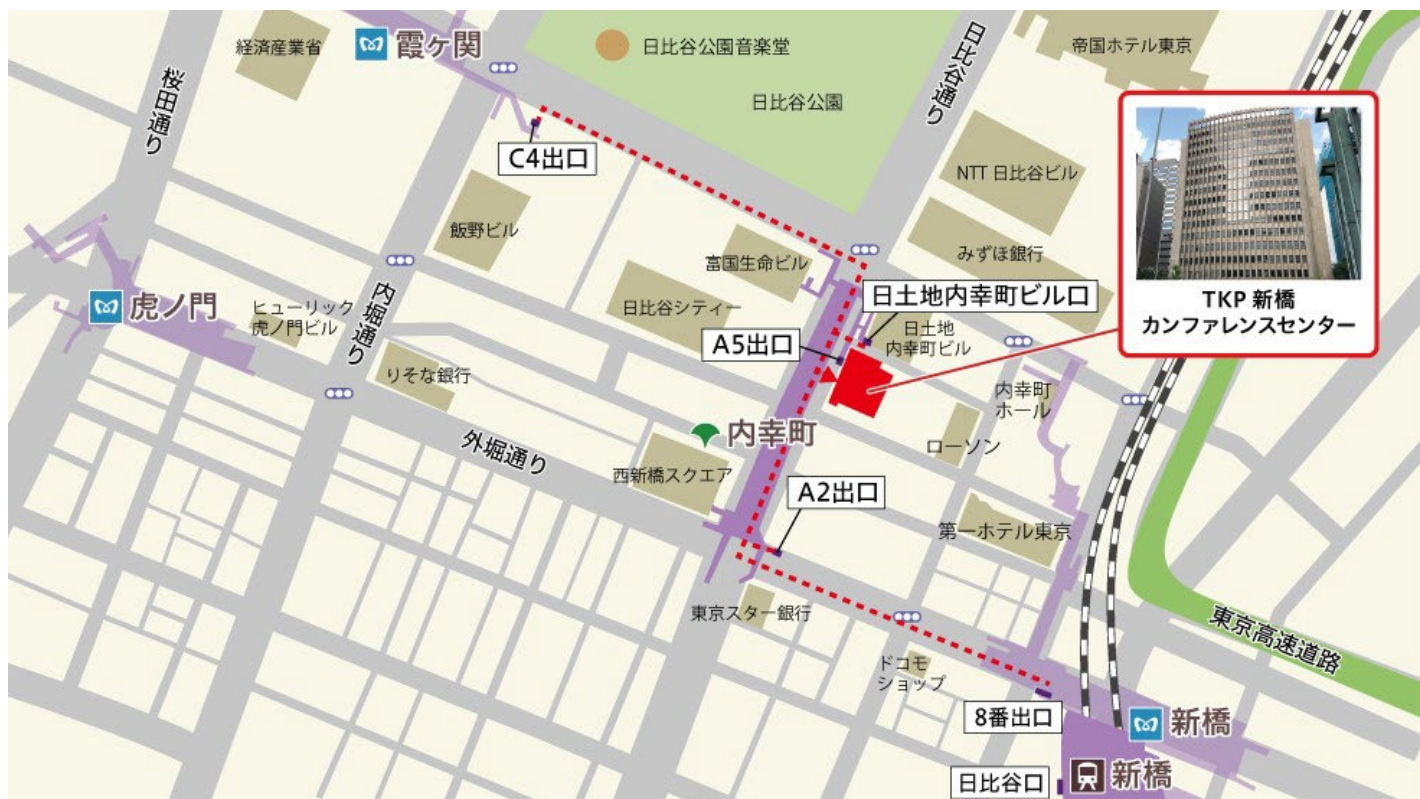 経済産業省
霞ヶ関
日比谷公園音楽堂
日比谷公園
日比谷通り
帝国ホテル東京
桜田通り
C4出口
NTT 日比谷ビル
飯野ビル
富国生命ビル
みずほ銀行
TKP 新橋
カンファレンスセンター
虎ノ門
ヒューリック
虎ノ門ビル
内堀通り
日比谷シティー
日土地内幸町ビル口
日土地
内幸町ビル
A5出口
りそな銀行
内幸町
ホール
内幸町
ローソン
外堀通り
西新橋スクエア
A2出口
第一ホテル東京
東京スター銀行
東京高速道路
ドコモ
ショップ
8番出口
新橋
日比谷口
新橋